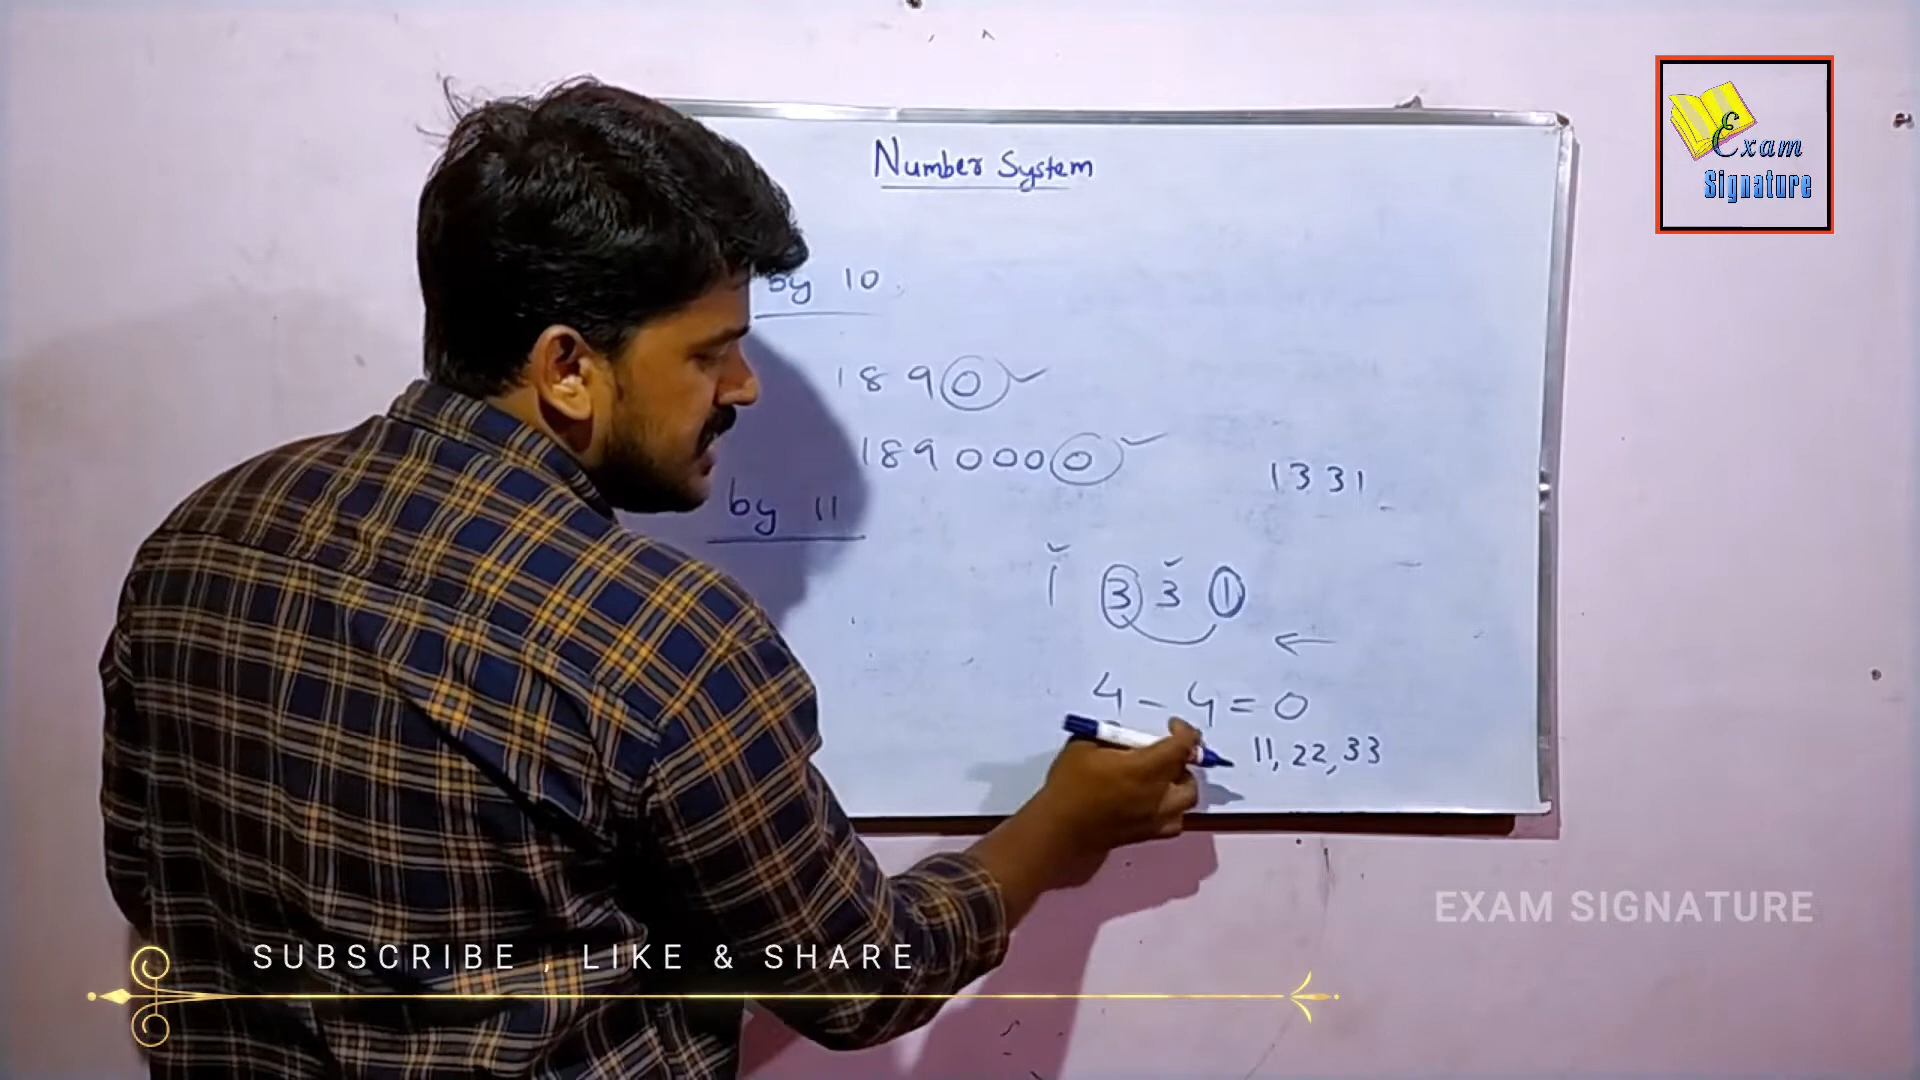 Number System
by 10
1890
1890000
by 11
1331
1 3 3 1
4 - 4 = 0
11, 22, 33
Exam
Signature
EXAM SIGNATURE
SUBSCRIBE , LIKE & SHARE